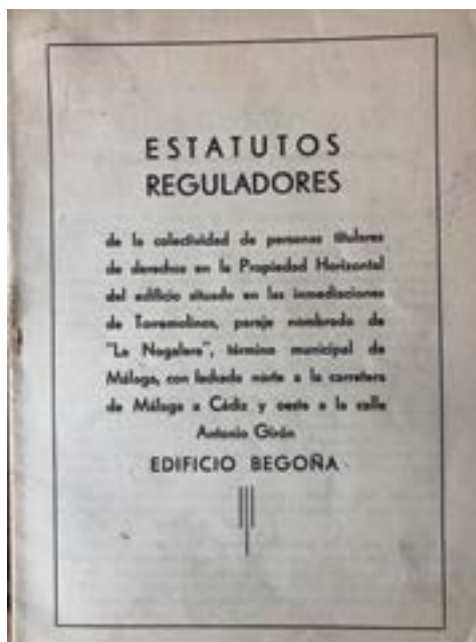 ESTATUTOS
REGULADORES
de la colectividad de personas titulares
de derechos en la Propiedad Horizontal
del edificio situado en las inmediaciones
de Torremolinos, paraje nombrado de
"La Nogalera", término municipal de
Málaga, con fachada norte a la carretera
de Málaga a Cádiz y oeste a la calle
Antonio Girón
EDIFICIO BEGOÑA